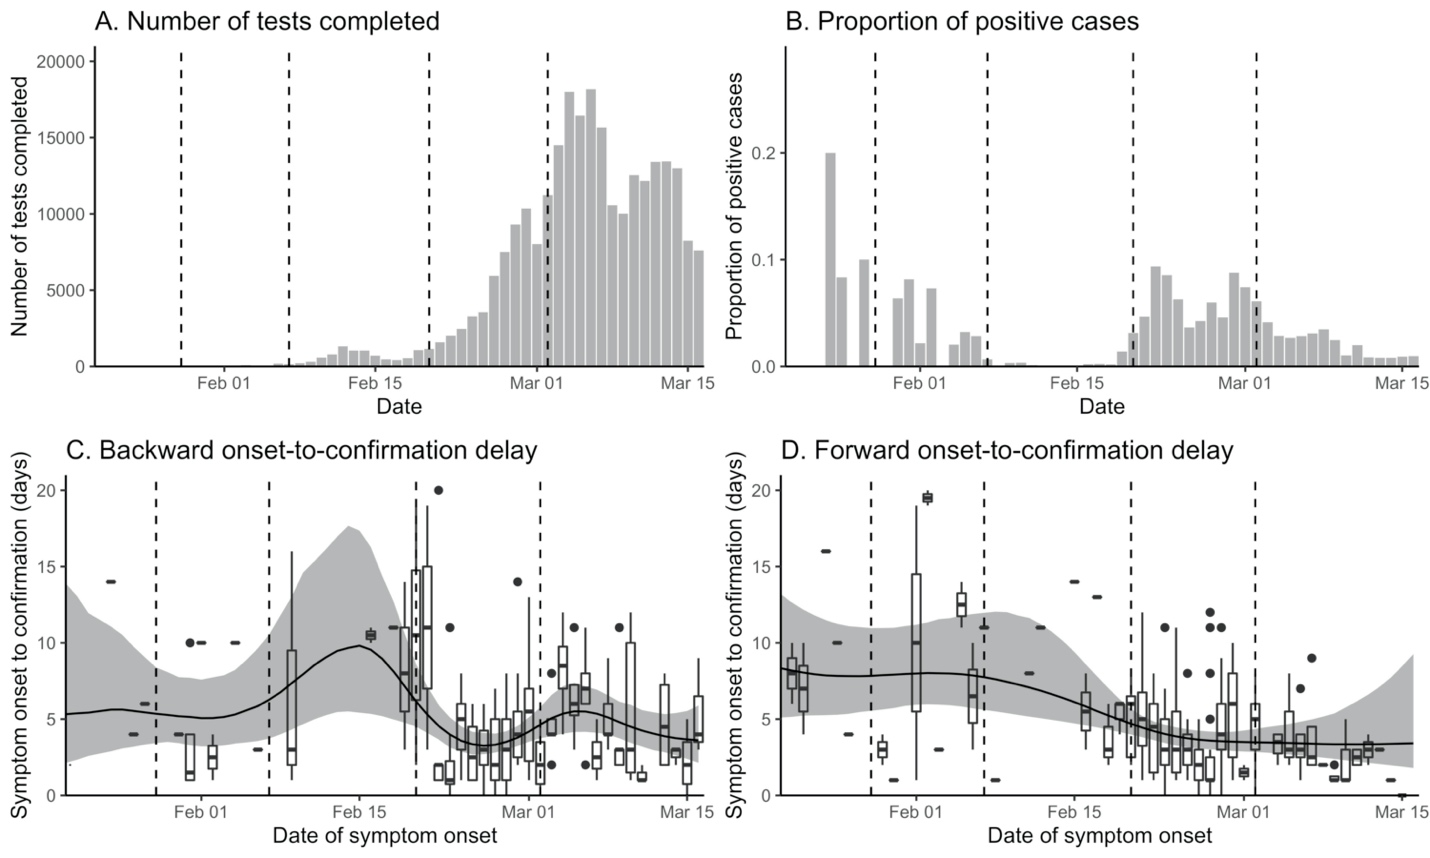 A. Number of tests completed
Number of tests completed
20000
15000
10000
5000
0
Feb 01 Feb 15 Mar 01 Mar 15
Date
B. Proportion of positive cases
Proportion of positive cases
0.2
0.1
0.0
Feb 01 Feb 15 Mar 01 Mar 15
Date
C. Backward onset-to-confirmation delay
Symptom onset to confirmation (days)
20
15
10
5
0
Feb 01 Feb 15 Mar 01 Mar 15
Date of symptom onset
D. Forward onset-to-confirmation delay
Symptom onset to confirmation (days)
20
15
10
5
0
Feb 01 Feb 15 Mar 01 Mar 15
Date of symptom onset